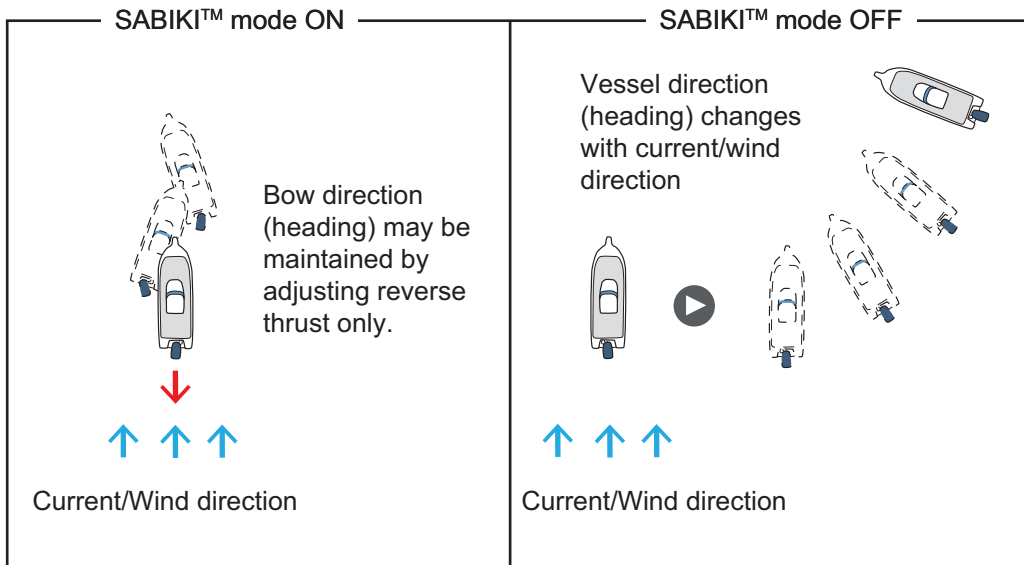 SABIKI™ mode ON
Bow direction
(heading) may be
maintained by
adjusting reverse
thrust only.
Current/Wind direction
SABIKI™ mode OFF
Vessel direction
(heading) changes
with current/wind
direction
Current/Wind direction